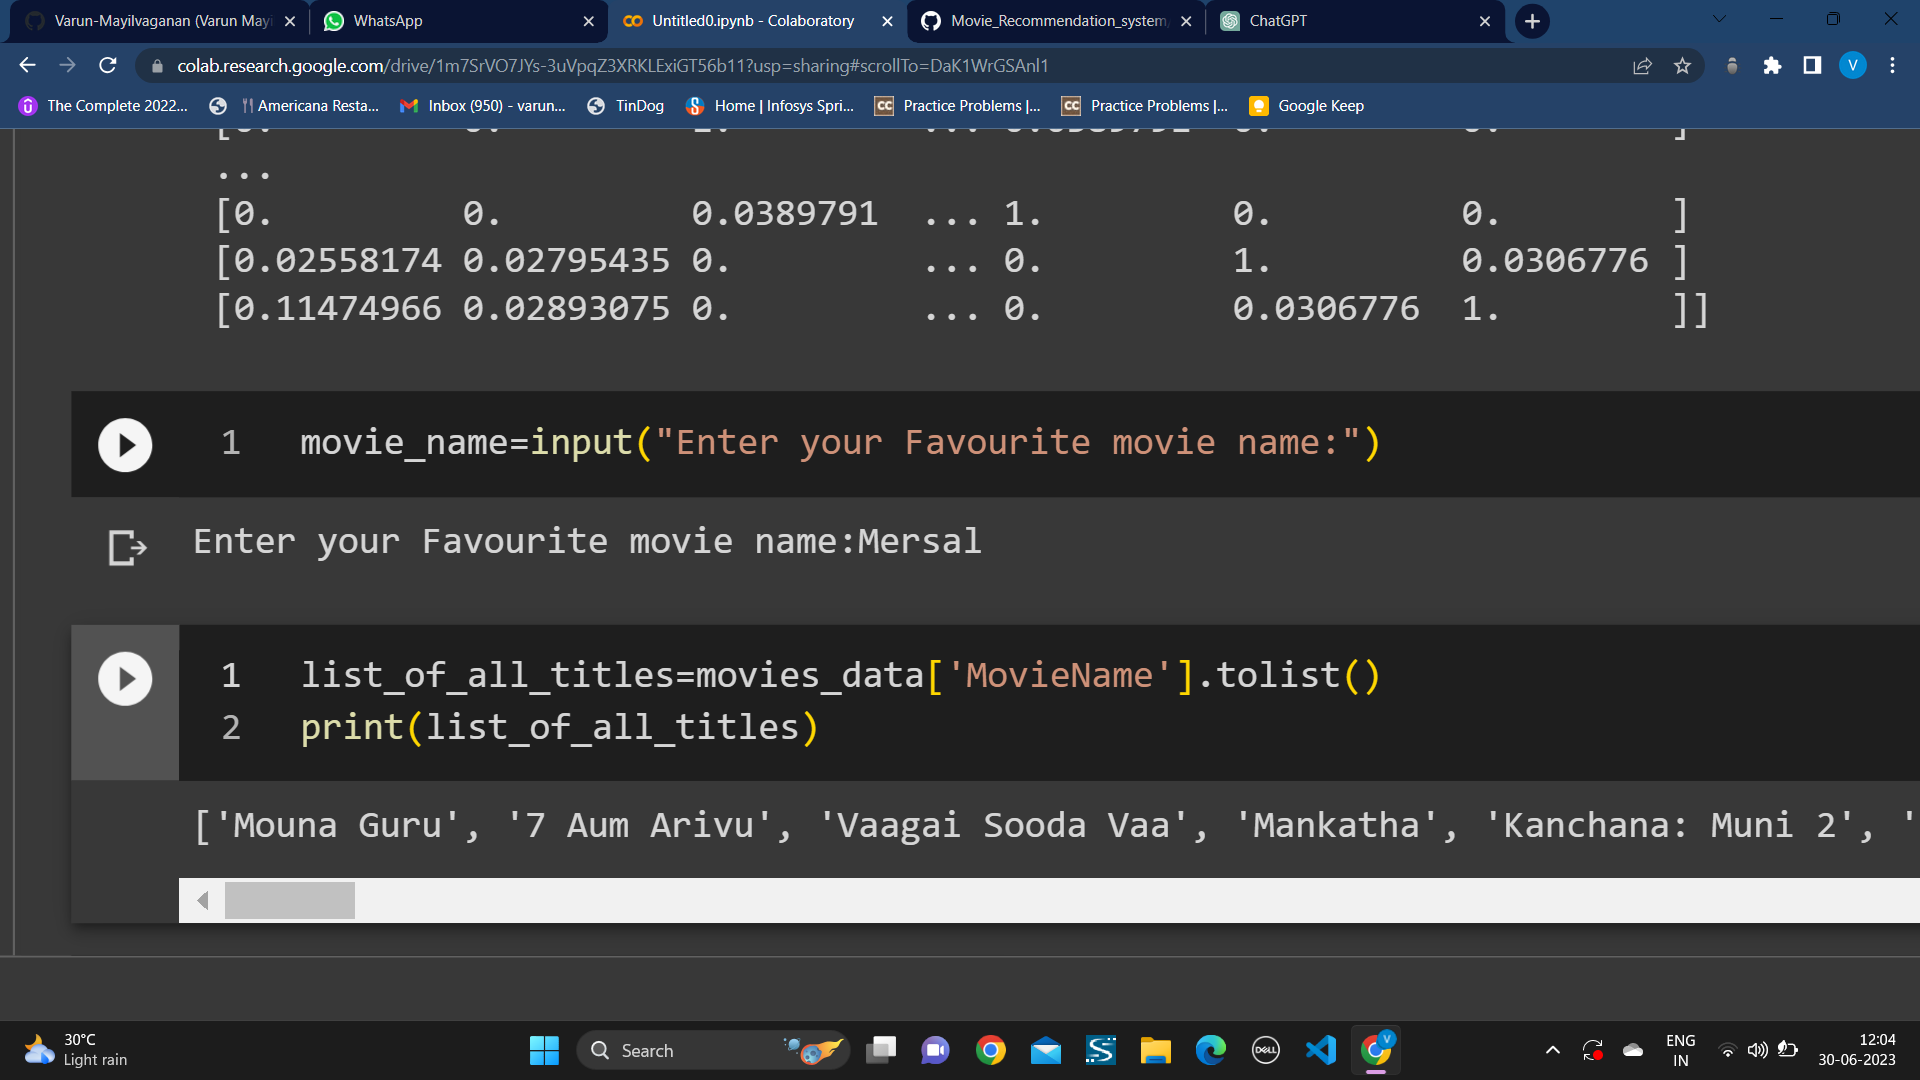 Varun-Mayilvaganan (Varun Mayi
WhatsApp
Untitled0.ipynb - Colaboratory
Movie_Recommendation_system
ChatGPT
colab.research.google.com/drive/1m7SrVO7JYs-3uVpqZ3XRKLExiGT56b11?usp=sharing#scrollTo=DaK1WrGSAnl1
V
The Complete 2022...
Americana Resta...
Inbox (950) - varun...
TinDog
Home | Infosys Spri...
CC Practice Problems |...
CC Practice Problems |...
Google Keep
...
[0. 0. 0.0389791 ... 1. 0. 0. ]
[0.02558174 0.02795435 0. ... 0. 1. 0.0306776 ]
[0.11474966 0.02893075 0. ... 0. 0.0306776 1. ]]
1 movie_name=input("Enter your Favourite movie name:")
Enter your Favourite movie name:Mersal
1 list_of_all_titles=movies_data['MovieName'].tolist()
2 print(list_of_all_titles)
['Mouna Guru', '7 Aum Arivu', 'Vaagai Sooda Vaa', 'Mankatha', 'Kanchana: Muni 2', '
30°C
Light rain
Search
DELL
V
ENG
IN
12:04
30-06-2023